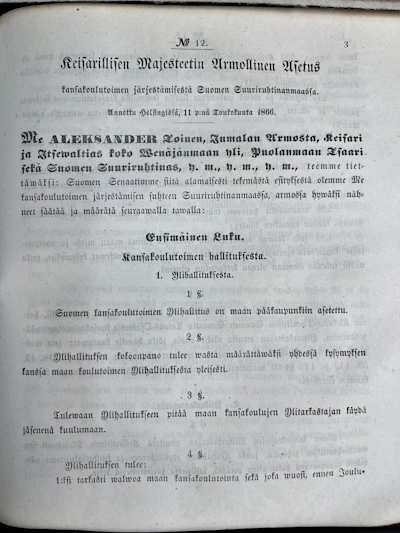 № 12.
3
Keisarillisen Majesteetin Armollinen Asetus
kansakoulutoimen järjestämisestä Suomen Suuriruhtinanmaassa.
Annettu Helsingissä, 11 p:nä Toukokuuta 1866.
Me ALEKSANDER Toinen, Jumalan Armosta, Keisari
ja Itsewaltias koko Wenäjänmaan yli, Puolanmaan Tsaari
sekä Suomen Suuriruhtinas, y. m., y. m., y. m., teemme tiet-
täwäksi: Suomen Senaatimme siitä alamaisesti tekemästä esityksestä olemme Me
kansakoulutoimen järjestämisen suhteen Suuriruhtinanmaassa, armossa hywäksi näh-
neet säätää ja määrätä seuraawalla tawalla:
Ensimäinen Luku.
Kansakoulutoimen hallituksesta.
1. Ylihallituksesta.
1 §.
Suomen kansakoulutoimen Ylihallitus on maan pääkaupunkiin asetettu.
2 §.
Ylihallituksen kokoonpano tulee wasta määrättäwäksi yhdessä kysymyksen
kanssa maan koulutoimen Ylihallituksesta yleisesti.
3 §.
Tulewaan Ylihallitukseen pitää maan kansakoulujen Ylitarkastajan käydä
jäsenenä kuulumaan.
4 §.
Ylihallituksen tulee:
1:ksi tarkasti walwoa maan kansakoulutointa sekä joka wuosi, ennen Joulu-